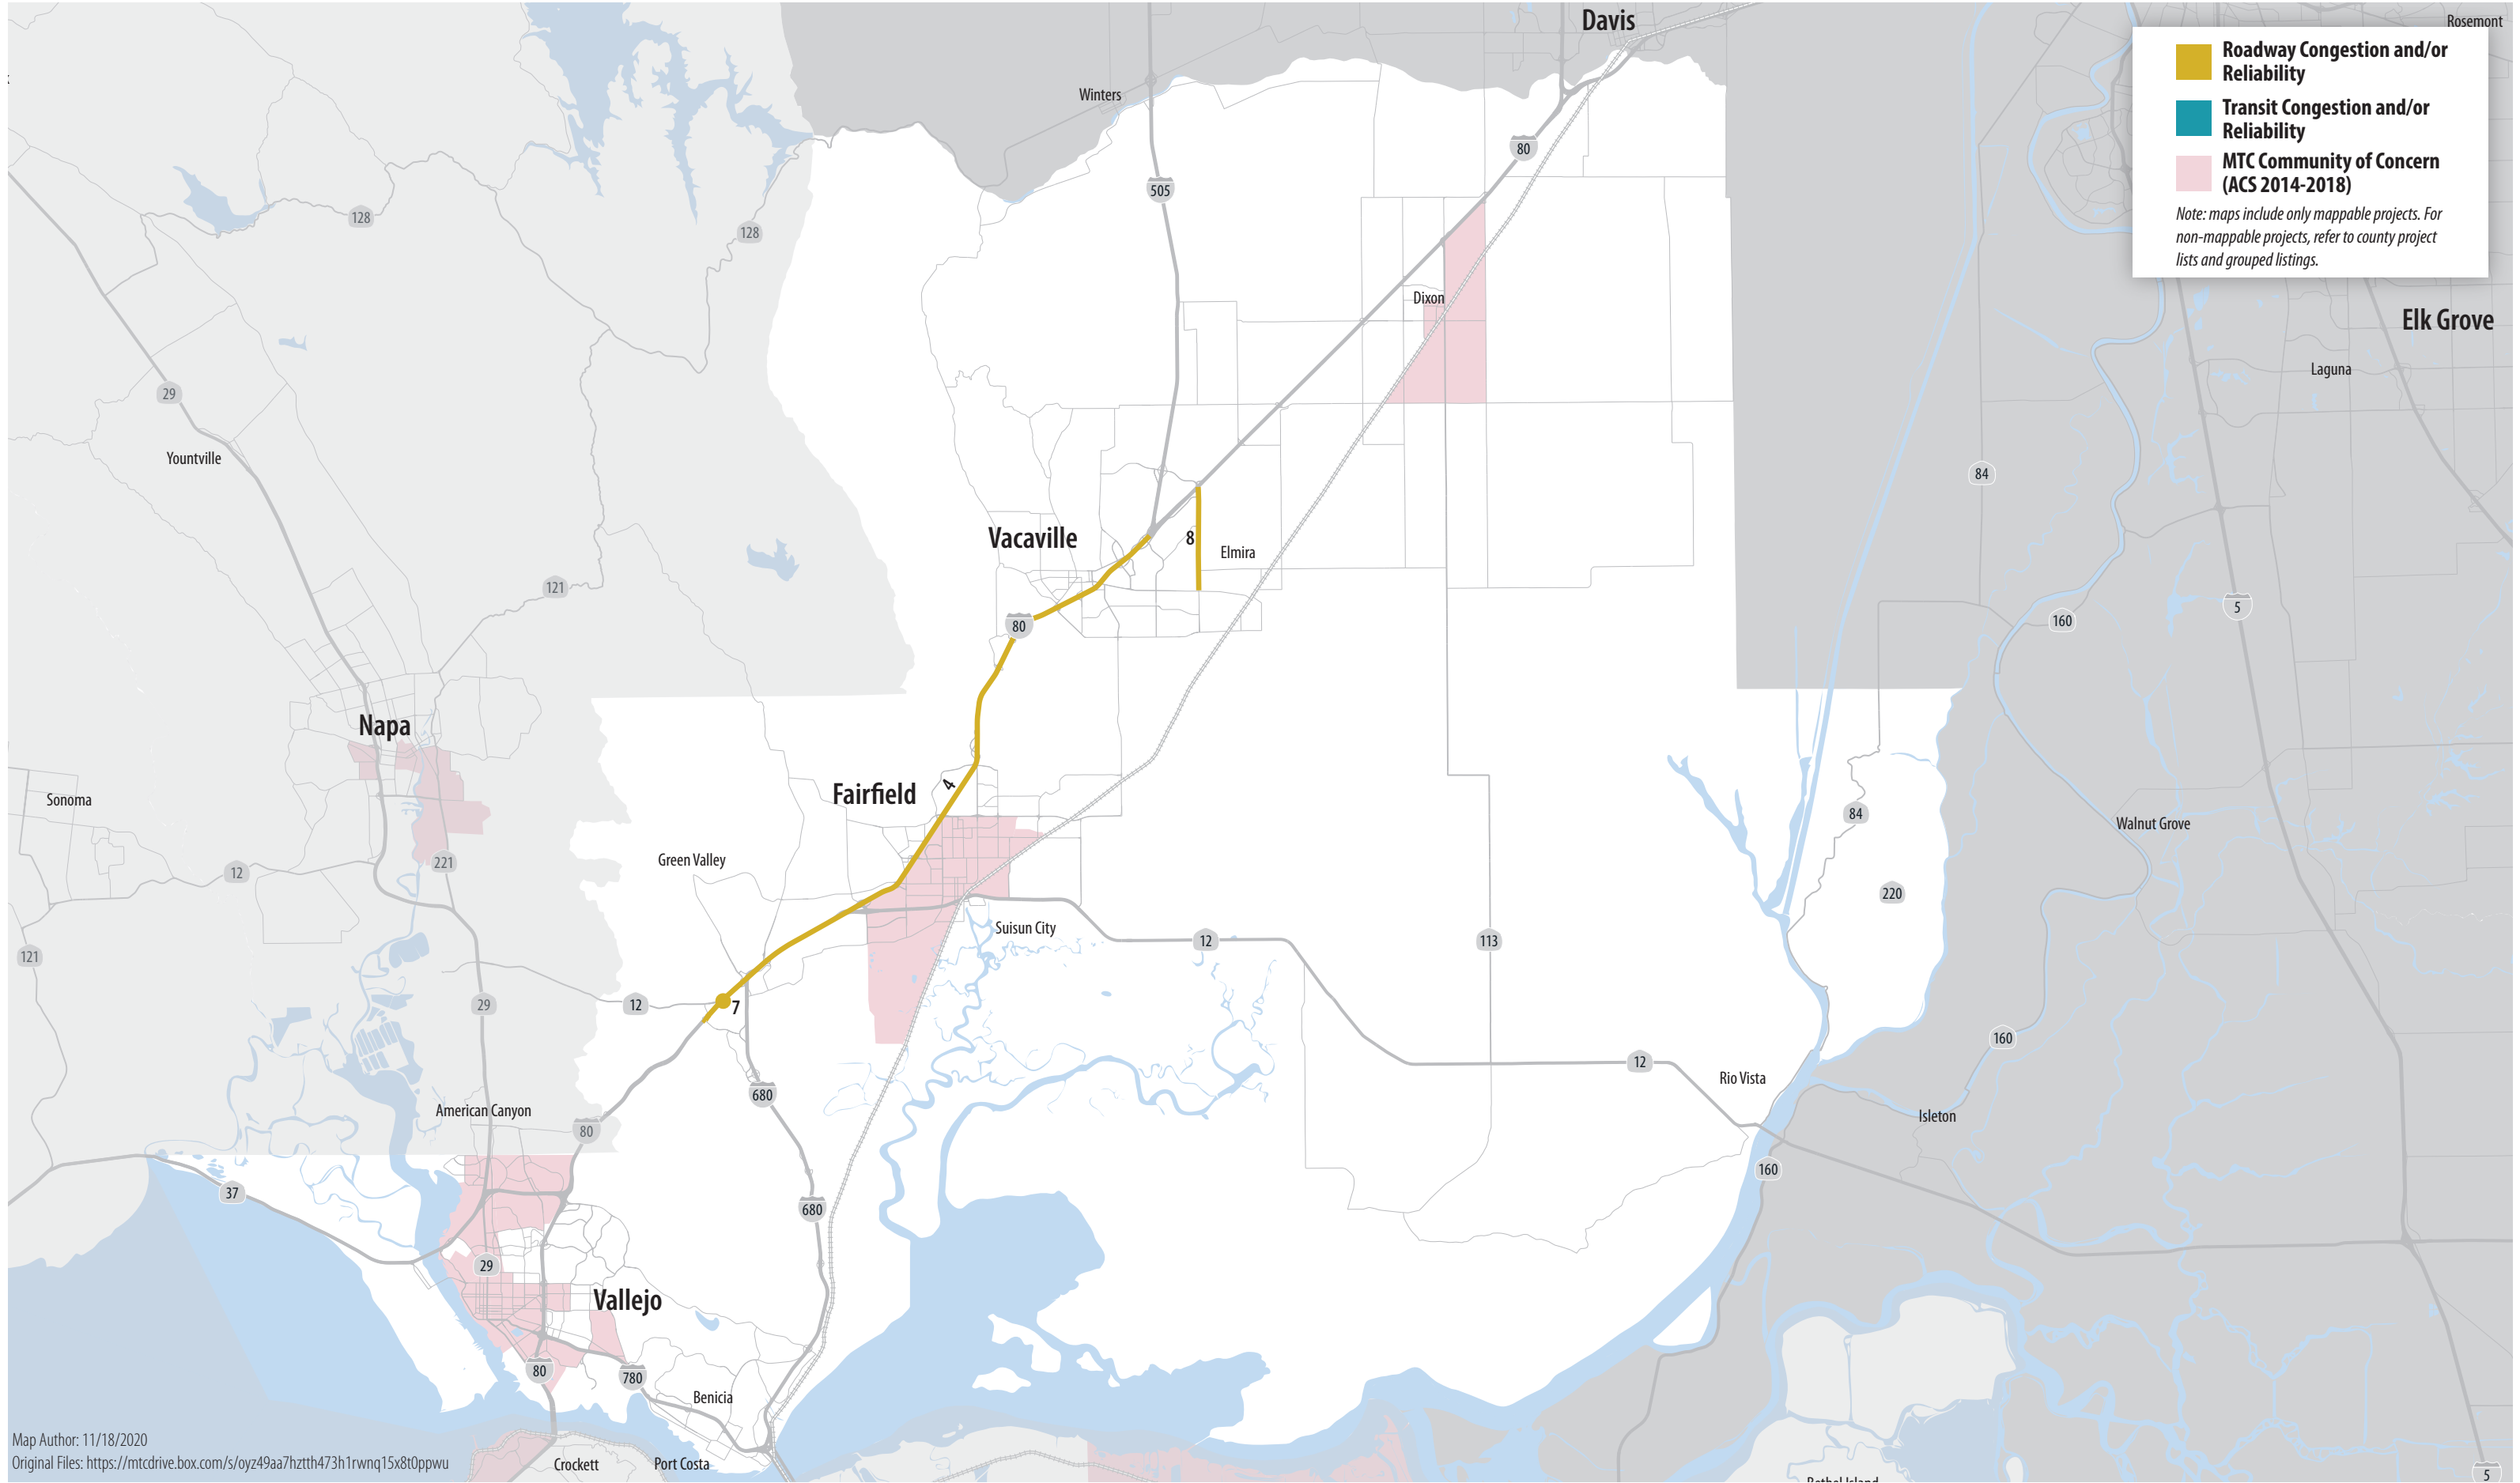 Davis
Rosemont
Roadway Congestion and/or
Reliability
Transit Congestion and/or
Reliability
MTC Community of Concern
(ACS 2014-2018)
Note: maps include only mappable projects. For
non-mappable projects, refer to county project
lists and grouped listings.
Winters
80
505
128
128
Dixon
Elk Grove
Laguna
29
Yountville
84
Vacaville
8
Elmira
121
80
160
5
Napa
Sonoma
Fairfield
4
84
Walnut Grove
Green Valley
221
12
220
Suisun City
12
113
121
29
12
7
160
12
Rio Vista
680
American Canyon
80
Isleton
160
37
680
29
Vallejo
80
780
Benicia
Map Author: 11/18/2020
Original Files: https://mtcdrive.box.com/s/oyz49aa7hztth473h1rwnq15x8t0ppwu
Crockett
Port Costa
5